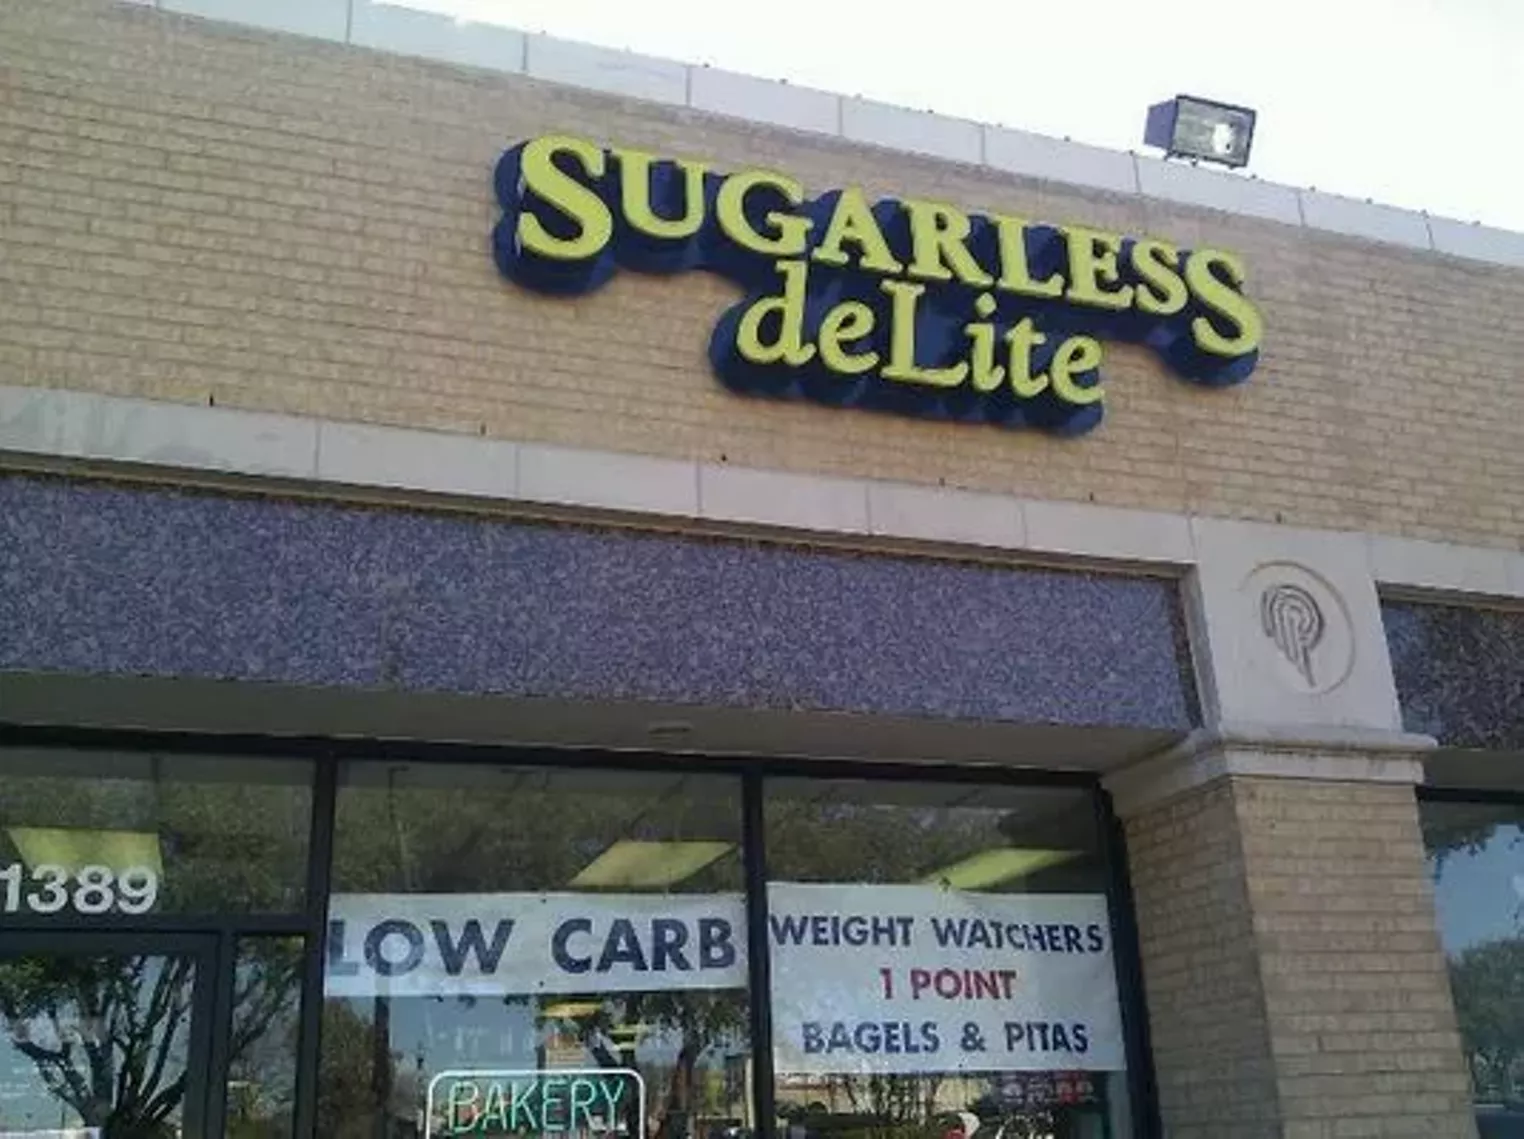 SUGARLESS
deLite
1389
LOW CARB
WEIGHT WATCHERS
1 POINT
BAGELS & PITAS
BAKERY